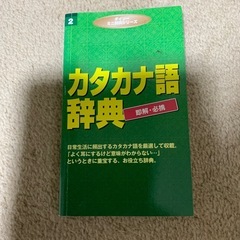 2
カタカナ語
辞典
即解・必携
日常生活に頻出するカタカナ語を厳選して収載。
「よく耳にするけど意味がわからない…」
というときに重宝する、お役立ち辞典。